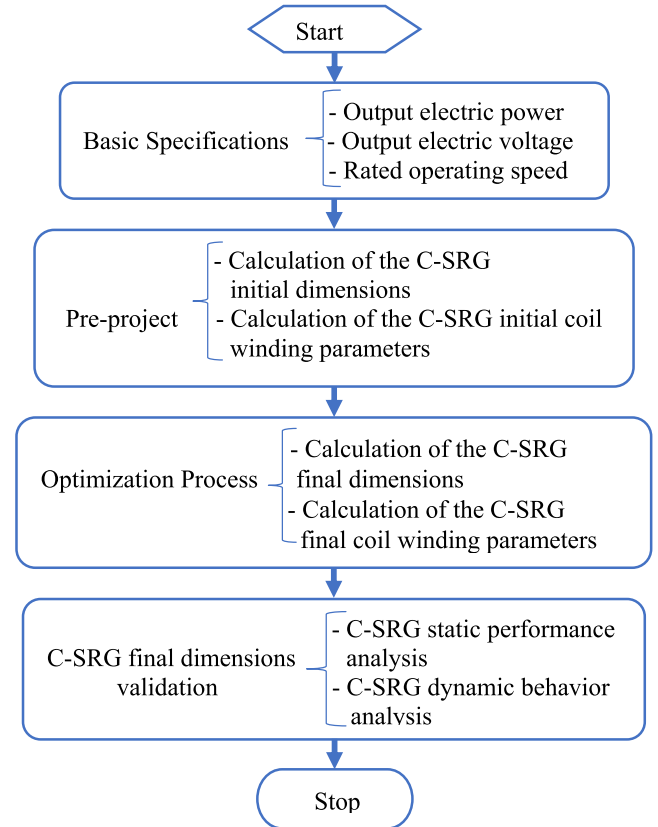 Start
Basic Specifications
- Output electric power
- Output electric voltage
- Rated operating speed
Pre-project
- Calculation of the C-SRG
initial dimensions
- Calculation of the C-SRG initial coil
winding parameters
Optimization Process
- Calculation of the C-SRG
final dimensions
- Calculation of the C-SRG
final coil winding parameters
C-SRG final dimensions
validation
- C-SRG static performance
analysis
- C-SRG dynamic behavior
analysis
Stop